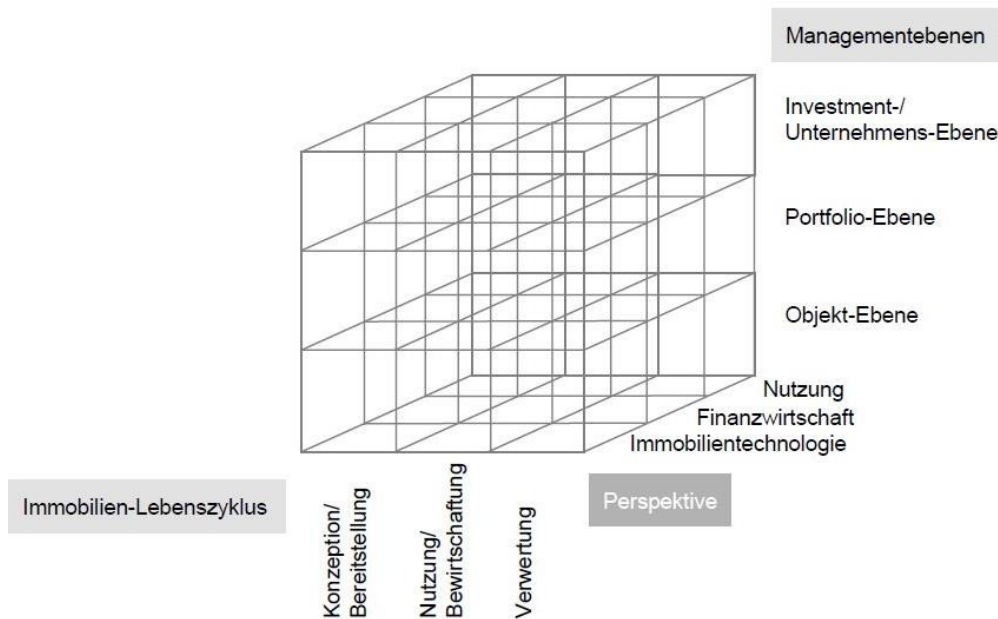 Managementebenen
Investment-/
Unternehmens-Ebene
Portfolio-Ebene
Objekt-Ebene
Nutzung
Finanzwirtschaft
Immobilientechnologie
Immobilien-Lebenszyklus
Konzeption/
Bereitstellung
Nutzung/
Bewirtschaftung
Verwertung
Perspektive